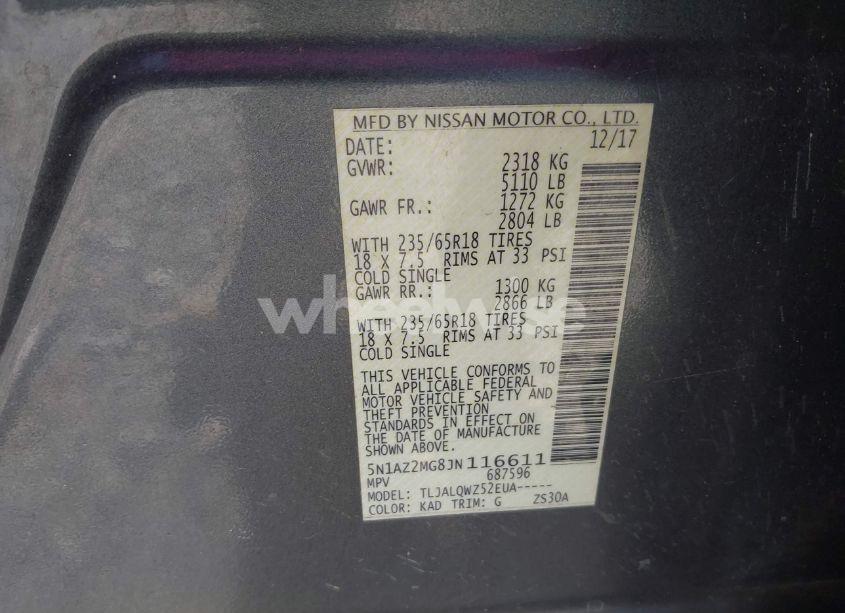 MFD BY NISSAN MOTOR CO., LTD.
DATE: 12/17
GVWR: 2318 KG
5110 LB
GAWR FR.: 1272 KG
2804 LB
WITH 235/65R18 TIRES
18 X 7.5 RIMS AT 33 PSI
COLD SINGLE
GAWR RR.: 1300 KG
2866 LB
WITH 235/65R18 TIRES
18 X 7.5 RIMS AT 33 PSI
COLD SINGLE
THIS VEHICLE CONFORMS TO
ALL APPLICABLE FEDERAL
MOTOR VEHICLE SAFETY AND
THEFT PREVENTION
STANDARDS IN EFFECT ON
THE DATE OF MANUFACTURE
SHOWN ABOVE.
5N1AZ2MG8JN116611
MPV 687596
MODEL: TLJALQWZ52EUA-----
COLOR: KAD TRIM: G ZS30A
wheelwise